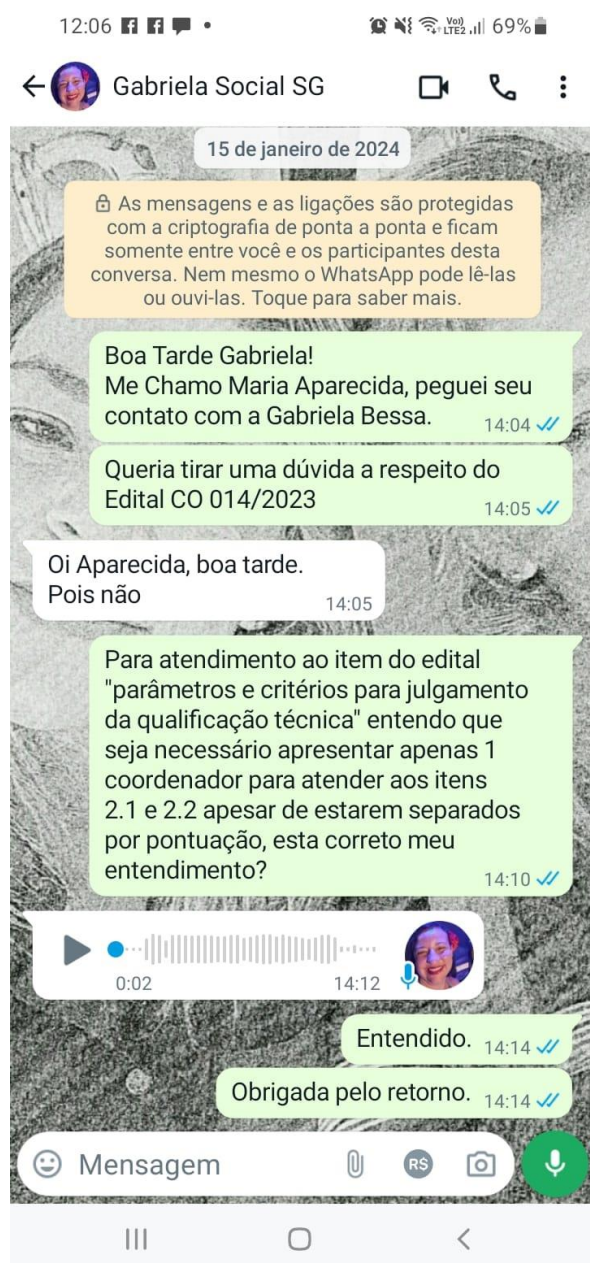 12:06 69%
Gabriela Social SG
15 de janeiro de 2024
As mensagens e as ligações são protegidas
com a criptografia de ponta a ponta e ficam
somente entre você e os participantes desta
conversa. Nem mesmo o WhatsApp pode lê-las
ou ouvi-las. Toque para saber mais.
Boa Tarde Gabriela!
Me Chamo Maria Aparecida, peguei seu
contato com a Gabriela Bessa. 14:04
Queria tirar uma dúvida a respeito do
Edital CO 014/2023 14:05
Oi Aparecida, boa tarde.
Pois não 14:05
Para atendimento ao item do edital
"parâmetros e critérios para julgamento
da qualificação técnica" entendo que
seja necessário apresentar apenas 1
coordenador para atender aos itens
2.1 e 2.2 apesar de estarem separados
por pontuação, esta correto meu
entendimento? 14:10
0:02 14:12
Entendido. 14:14
Obrigada pelo retorno. 14:14
Mensagem R$